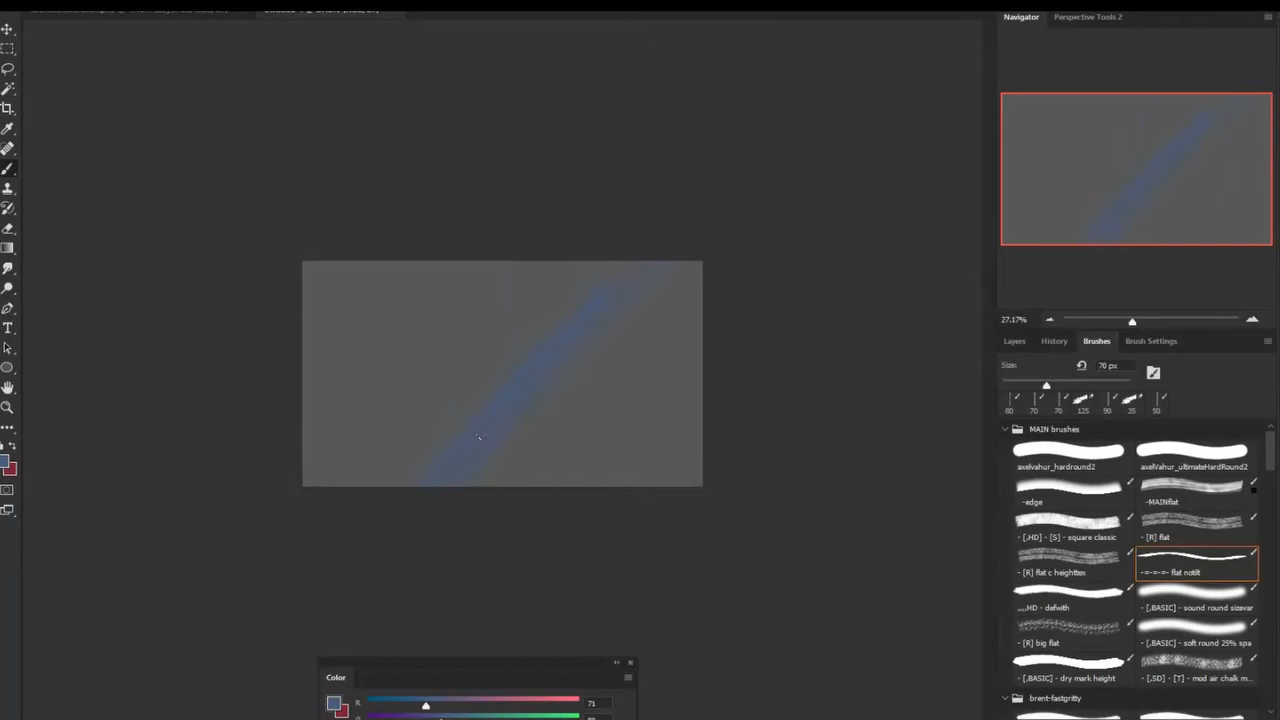 Navigator Perspective Tools 2
27.17%
Layers History Brushes Brush Settings
Size: 70 px
80 70 70 125 90 35 50
MAIN brushes
axelvahur_hardround2 axelVahur_ultimateHardRound2
-edge -MAINflat
- [,HD] - [S] - square classic - [R] flat
- [R] flat c heighttex -=-=-=- flat notilt
,,,,HD - defwith - [,BASIC] - sound round sizevar
- [R] big flat - [,BASIC] - soft round 25% spa
- [,BASIC] - dry mark height - [,SD] - [T] - mod air chalk m...
brent-fastgritty
Color
R 71